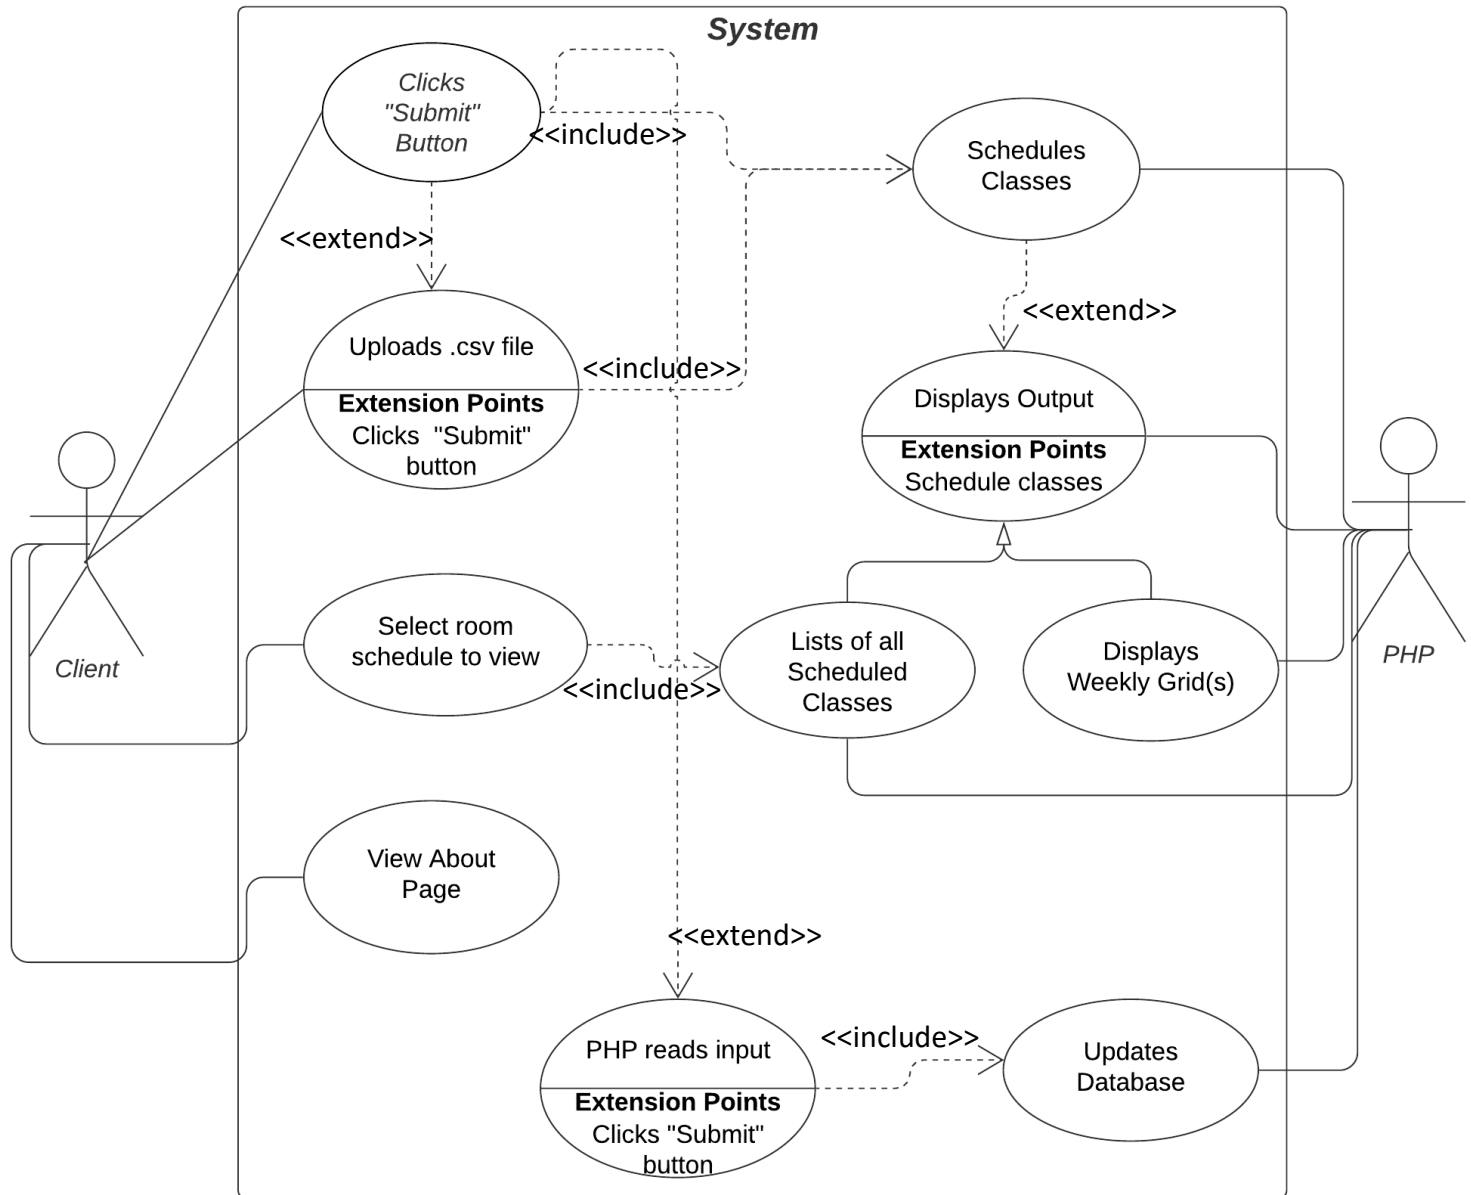 System
Clicks
"Submit"
Button
<<include>>
Schedules
Classes
<<extend>>
<<extend>>
Uploads .csv file
Extension Points
Clicks "Submit"
button
<<include>>
Displays Output
Extension Points
Schedule classes
Client
PHP
Select room
schedule to view
<<include>>
Lists of all
Scheduled
Classes
Displays
Weekly Grid(s)
View About
Page
<<extend>>
PHP reads input
Extension Points
Clicks "Submit"
button
<<include>>
Updates
Database